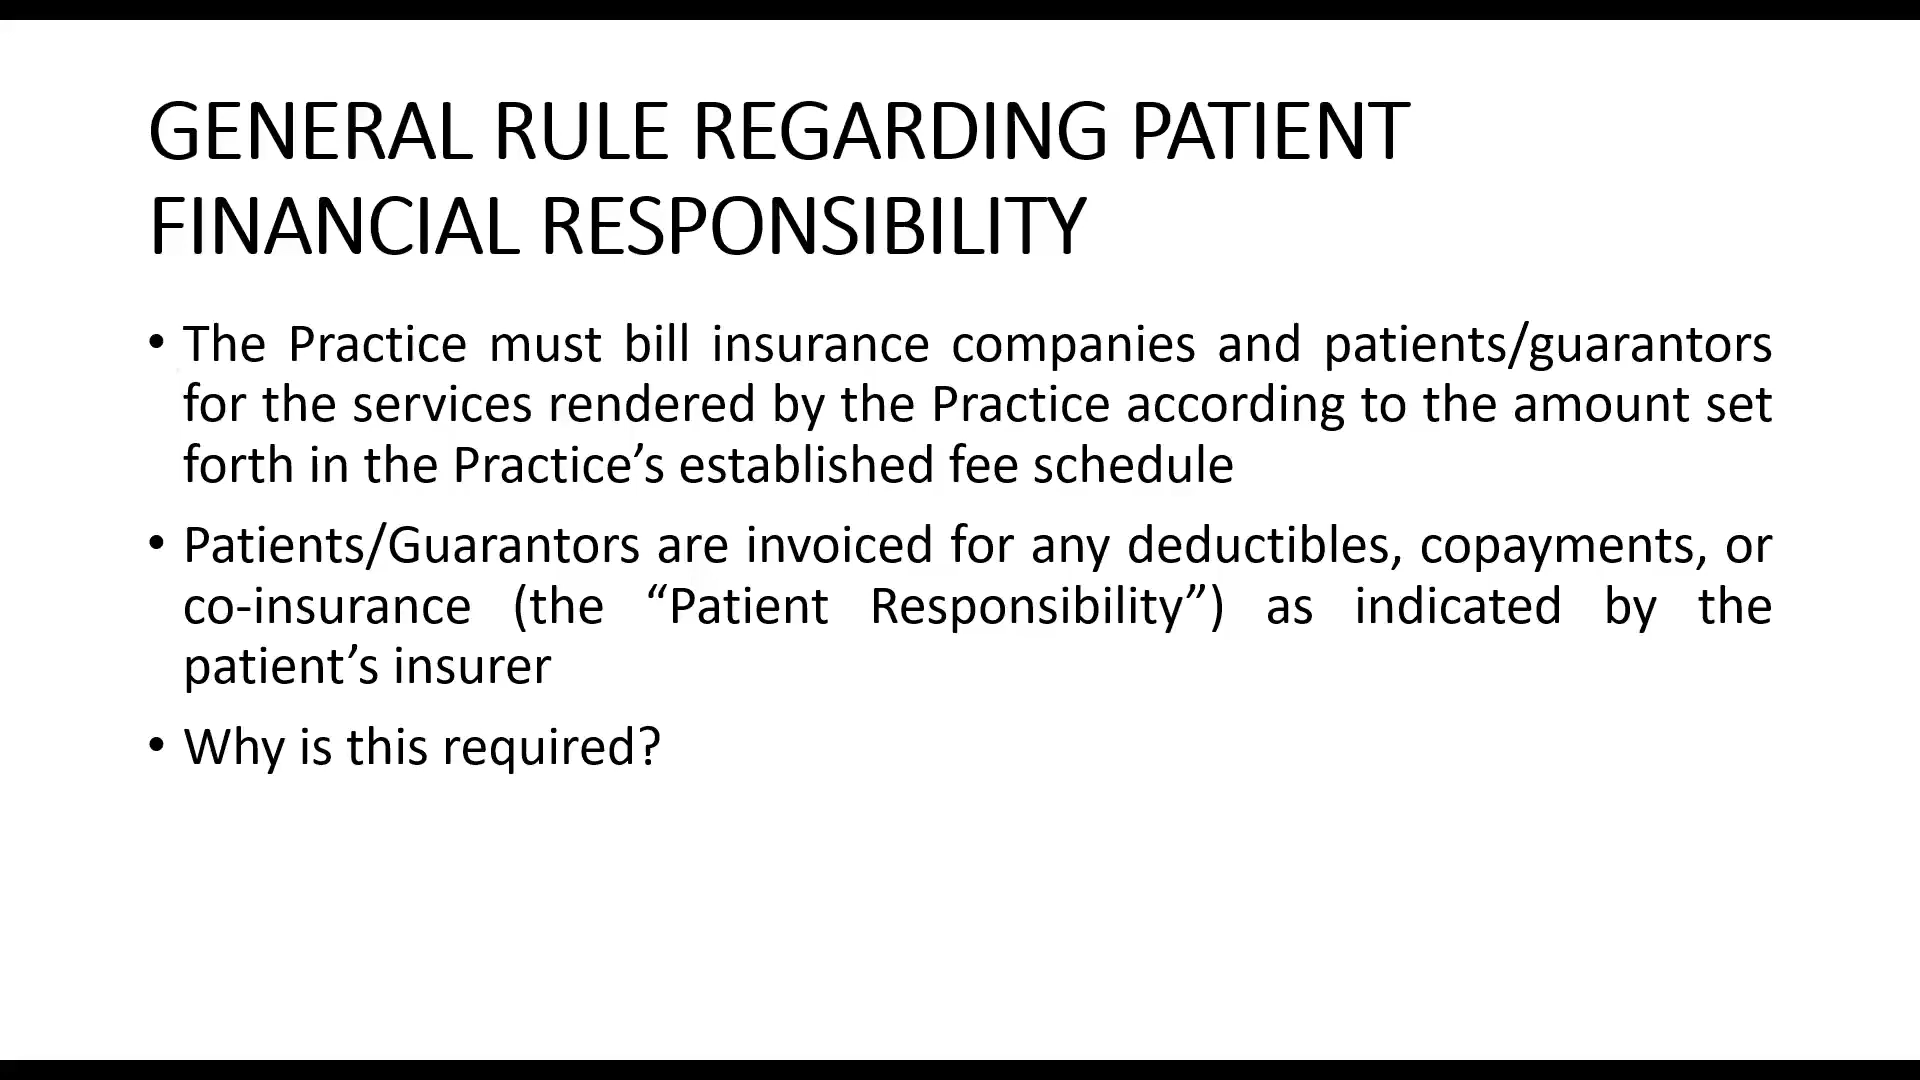 GENERAL RULE REGARDING PATIENT
FINANCIAL RESPONSIBILITY
• The Practice must bill insurance companies and patients/guarantors
for the services rendered by the Practice according to the amount set
forth in the Practice’s established fee schedule
• Patients/Guarantors are invoiced for any deductibles, copayments, or
co-insurance (the “Patient Responsibility”) as indicated by the
patient’s insurer
• Why is this required?